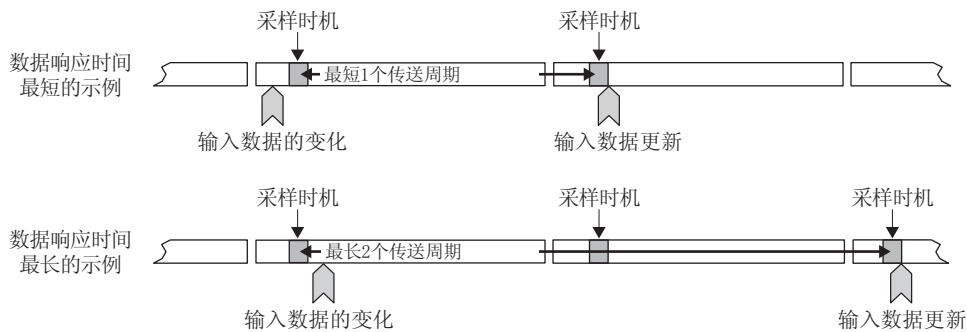 采样时机 采样时机
数据响应时间
最短的示例
最短1个传送周期
输入数据的变化 输入数据更新
采样时机 采样时机 采样时机
数据响应时间
最长的示例
最长2个传送周期
输入数据的变化 输入数据更新